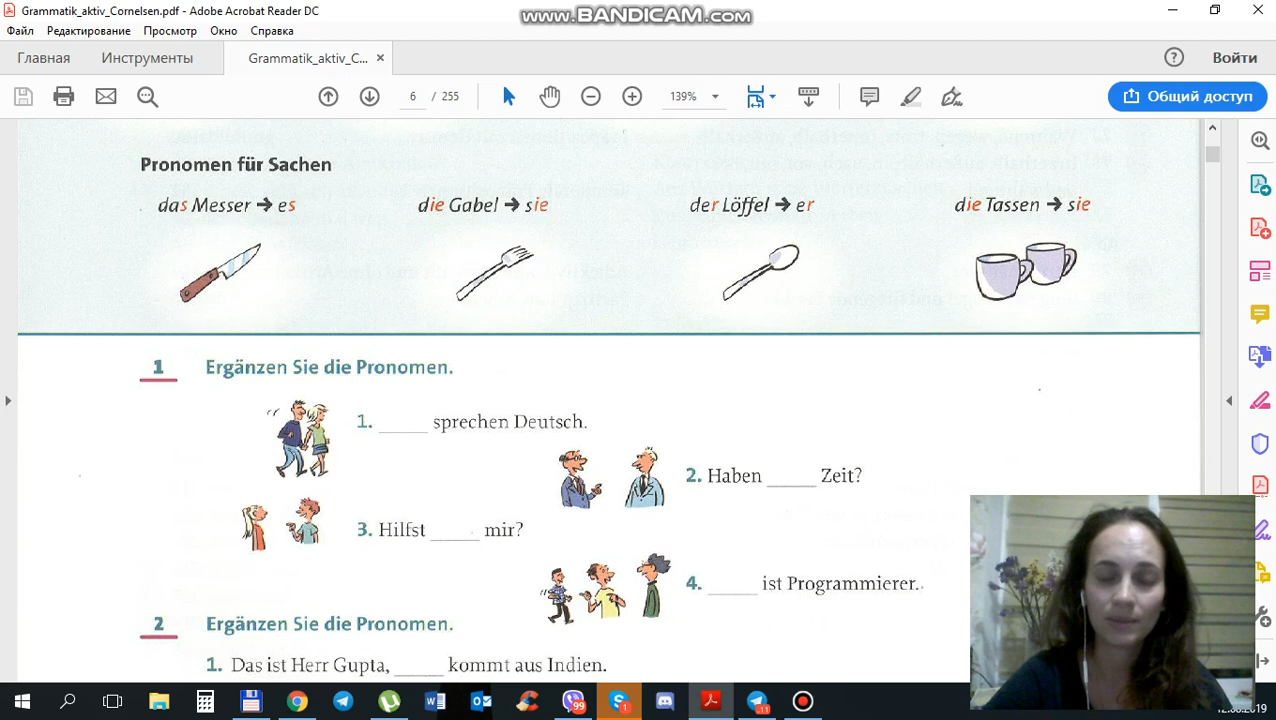 Grammatik_aktiv_Cornelsen.pdf - Adobe Acrobat Reader DC
www.BANDICAM.com
Файл Редактирование Просмотр Окно Справка
Главная Инструменты Grammatik_aktiv_C... × Войти
6 / 255 139% Общий доступ
Pronomen für Sachen
das Messer → es die Gabel → sie der Löffel → er die Tassen → sie
1 Ergänzen Sie die Pronomen.
1. _____ sprechen Deutsch.
2. Haben _____ Zeit?
3. Hilfst _____ mir?
4. _____ ist Programmierer.
2 Ergänzen Sie die Pronomen.
1. Das ist Herr Gupta, _____ kommt aus Indien.
99 1 11